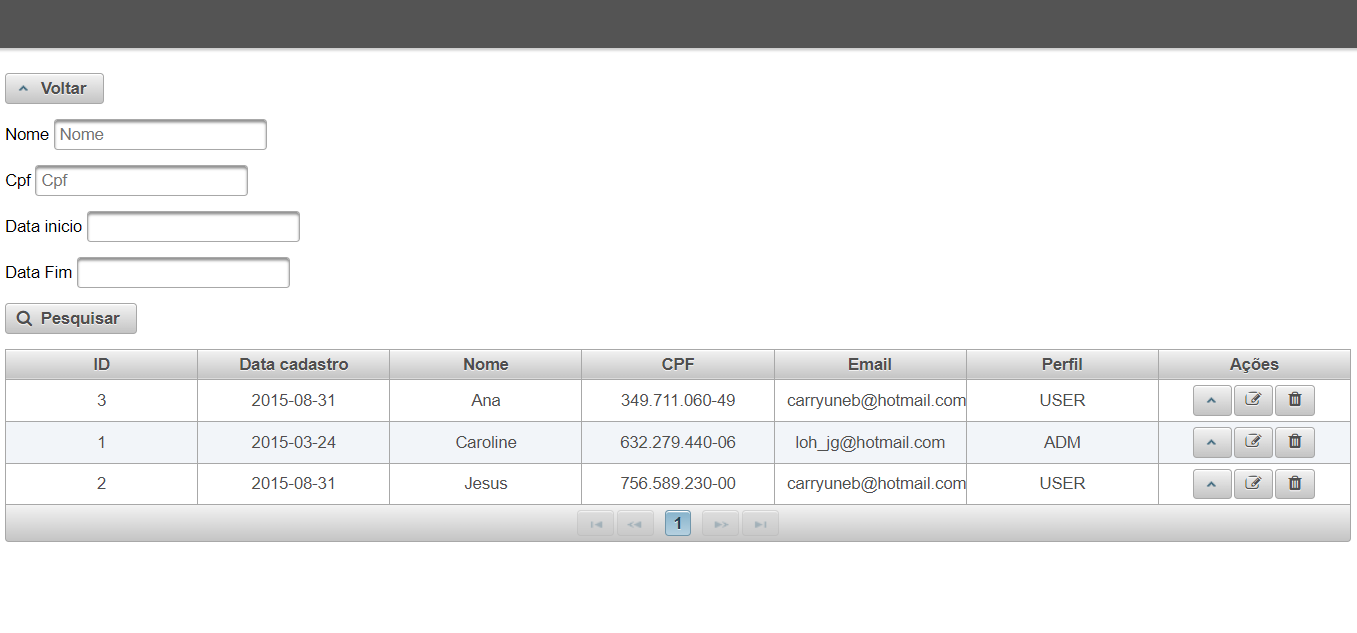 Voltar
Nome Nome
Cpf Cpf
Data inicio
Data Fim
Pesquisar
ID Data cadastro Nome CPF Email Perfil Ações
3 2015-08-31 Ana 349.711.060-49 carryuneb@hotmail.com USER
1 2015-03-24 Caroline 632.279.440-06 loh_jg@hotmail.com ADM
2 2015-08-31 Jesus 756.589.230-00 carryuneb@hotmail.com USER
1